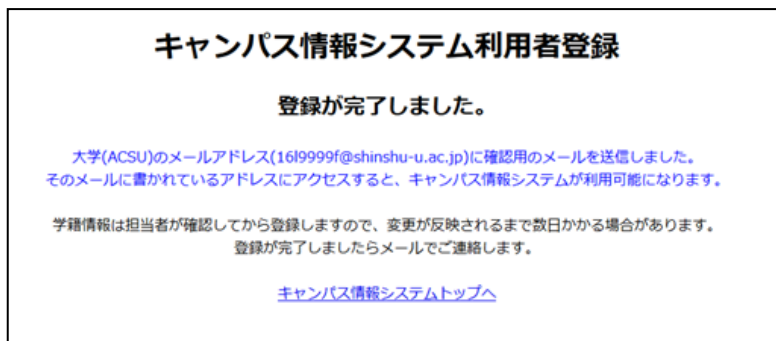 キャンパス情報システム利用者登録
登録が完了しました。
大学(ACSU)のメールアドレス(16l9999f@shinshu-u.ac.jp)に確認用のメールを送信しました。
そのメールに書かれているアドレスにアクセスすると、キャンパス情報システムが利用可能になります。
学籍情報は担当者が確認してから登録しますので、変更が反映されるまで数日かかる場合があります。
登録が完了しましたらメールでご連絡します。
キャンパス情報システムトップへ